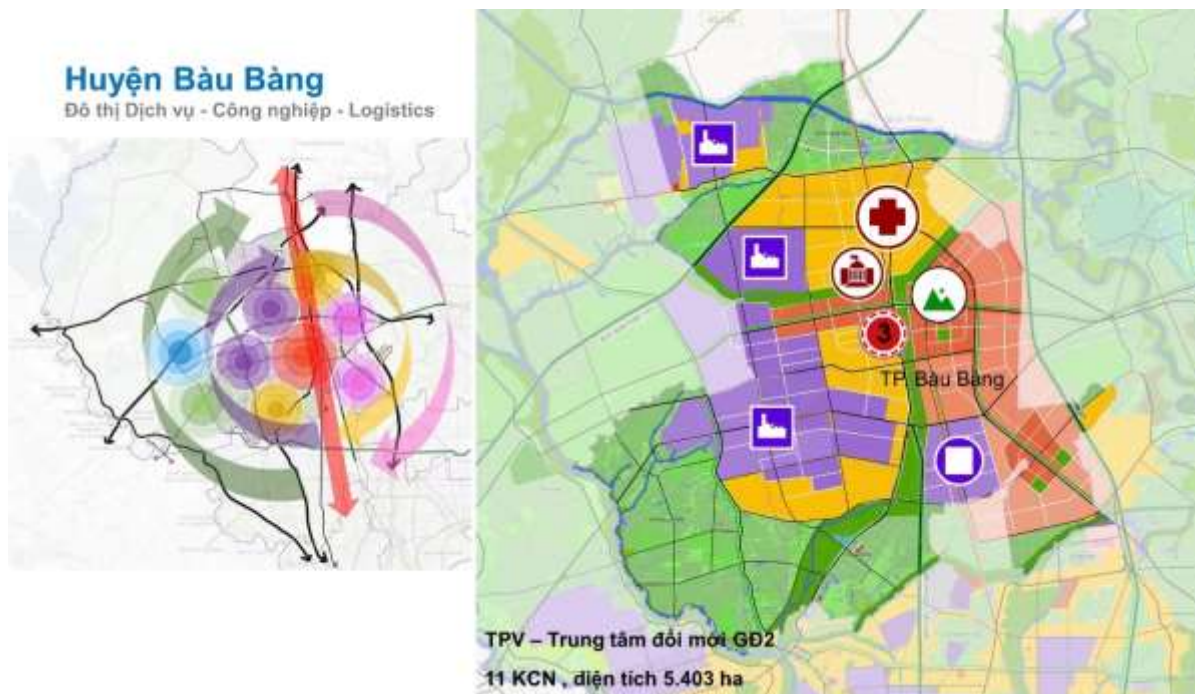 Huyện Bàu Bàng
Đô thị Dịch vụ - Công nghiệp - Logistics
3
TP. Bàu Bàng
TPV – Trung tâm đổi mới GĐ2
11 KCN , diện tích 5.403 ha